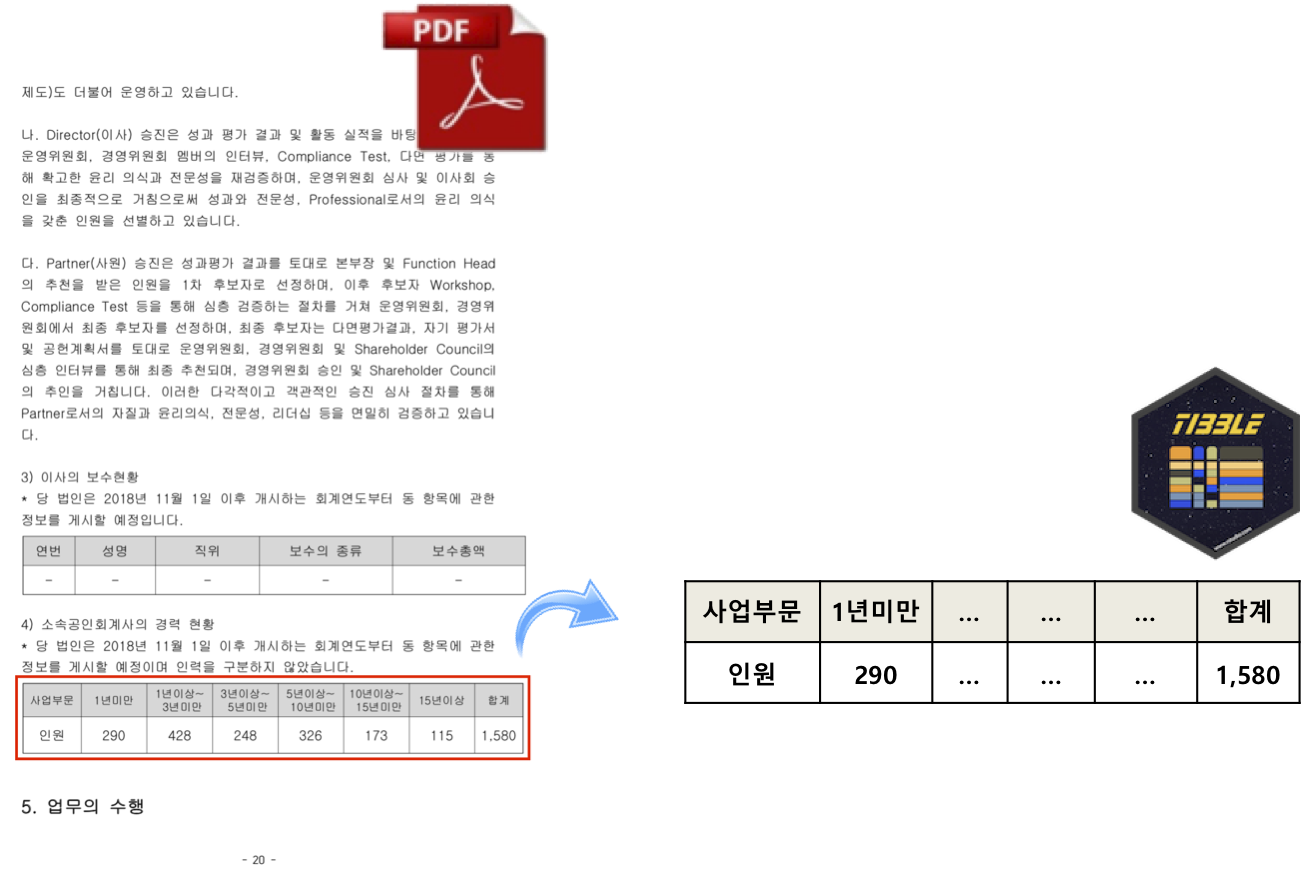 PDF
제도)도 더불어 운영하고 있습니다.
나. Director(이사) 승진은 성과 평가 결과 및 활동 실적을 바탕
운영위원회, 경영위원회 멤버의 인터뷰, Compliance Test, 다면 평가를 통
해 확고한 윤리 의식과 전문성을 재검증하며, 운영위원회 심사 및 이사회 승
인을 최종적으로 거침으로써 성과와 전문성, Professional로서의 윤리 의식
을 갖춘 인원을 선별하고 있습니다.
다. Partner(사원) 승진은 성과평가 결과를 토대로 본부장 및 Function Head
의 추천을 받은 인원을 1차 후보자로 선정하며, 이후 후보자 Workshop,
Compliance Test 등을 통해 심층 검증하는 절차를 거쳐 운영위원회, 경영위
원회에서 최종 후보자를 선정하며, 최종 후보자는 다면평가결과, 자기 평가서
및 공헌계획서를 토대로 운영위원회, 경영위원회 및 Shareholder Council의
심층 인터뷰를 통해 최종 추천되며, 경영위원회 승인 및 Shareholder Council
의 추인을 거칩니다. 이러한 다각적이고 객관적인 승진 심사 절차를 통해
Partner로서의 자질과 윤리의식, 전문성, 리더십 등을 면밀히 검증하고 있습니
다.
3) 이사의 보수현황
* 당 법인은 2018년 11월 1일 이후 개시하는 회계연도부터 동 항목에 관한
정보를 게시할 예정입니다.
연번 성명 직위 보수의 종류 보수총액
- - - - -
4) 소속공인회계사의 경력 현황
* 당 법인은 2018년 11월 1일 이후 개시하는 회계연도부터 동 항목에 관한
정보를 게시할 예정이며 인력을 구분하지 않았습니다.
사업부문 1년미만 1년이상~ 3년미만 3년이상~ 5년미만 5년이상~ 10년미만 10년이상~ 15년미만 15년이상 합계
인원 290 428 248 326 173 115 1,580
5. 업무의 수행
- 20 -
TIBBLE
사업부문 1년미만 ... ... ... 합계
인원 290 ... ... ... 1,580